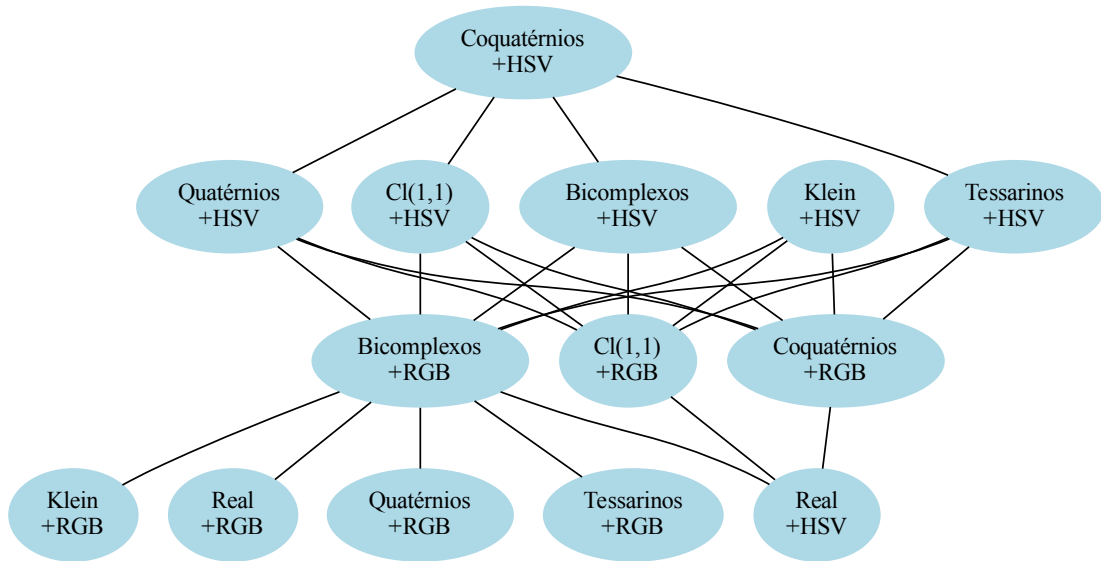 Coquatérnios
+HSV
Quatérnios
+HSV
Cl(1,1)
+HSV
Bicomplexos
+HSV
Klein
+HSV
Tessarinos
+HSV
Bicomplexos
+RGB
Cl(1,1)
+RGB
Coquatérnios
+RGB
Klein
+RGB
Real
+RGB
Quatérnios
+RGB
Tessarinos
+RGB
Real
+HSV